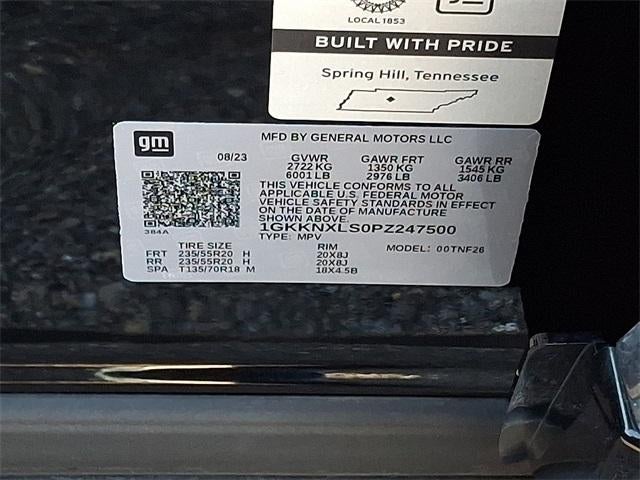 LOCAL 1853
BUILT WITH PRIDE
Spring Hill, Tennessee
gm
MFD BY GENERAL MOTORS LLC
08/23 GVWR GAWR FRT GAWR RR
2722 KG 1350 KG 1545 KG
6001 LB 2976 LB 3406 LB
THIS VEHICLE CONFORMS TO ALL
APPLICABLE U.S. FEDERAL MOTOR
VEHICLE SAFETY STANDARDS IN EFFECT
ON THE DATE OF MANUFACTURE
SHOWN ABOVE.
384A
1GKKNXLS0PZ247500
TYPE: MPV MODEL: 00TNF26
TIRE SIZE RIM
FRT 235/55R20 H 20X8J
RR 235/55R20 H 20X8J
SPA T135/70R18 M 18X4.5B